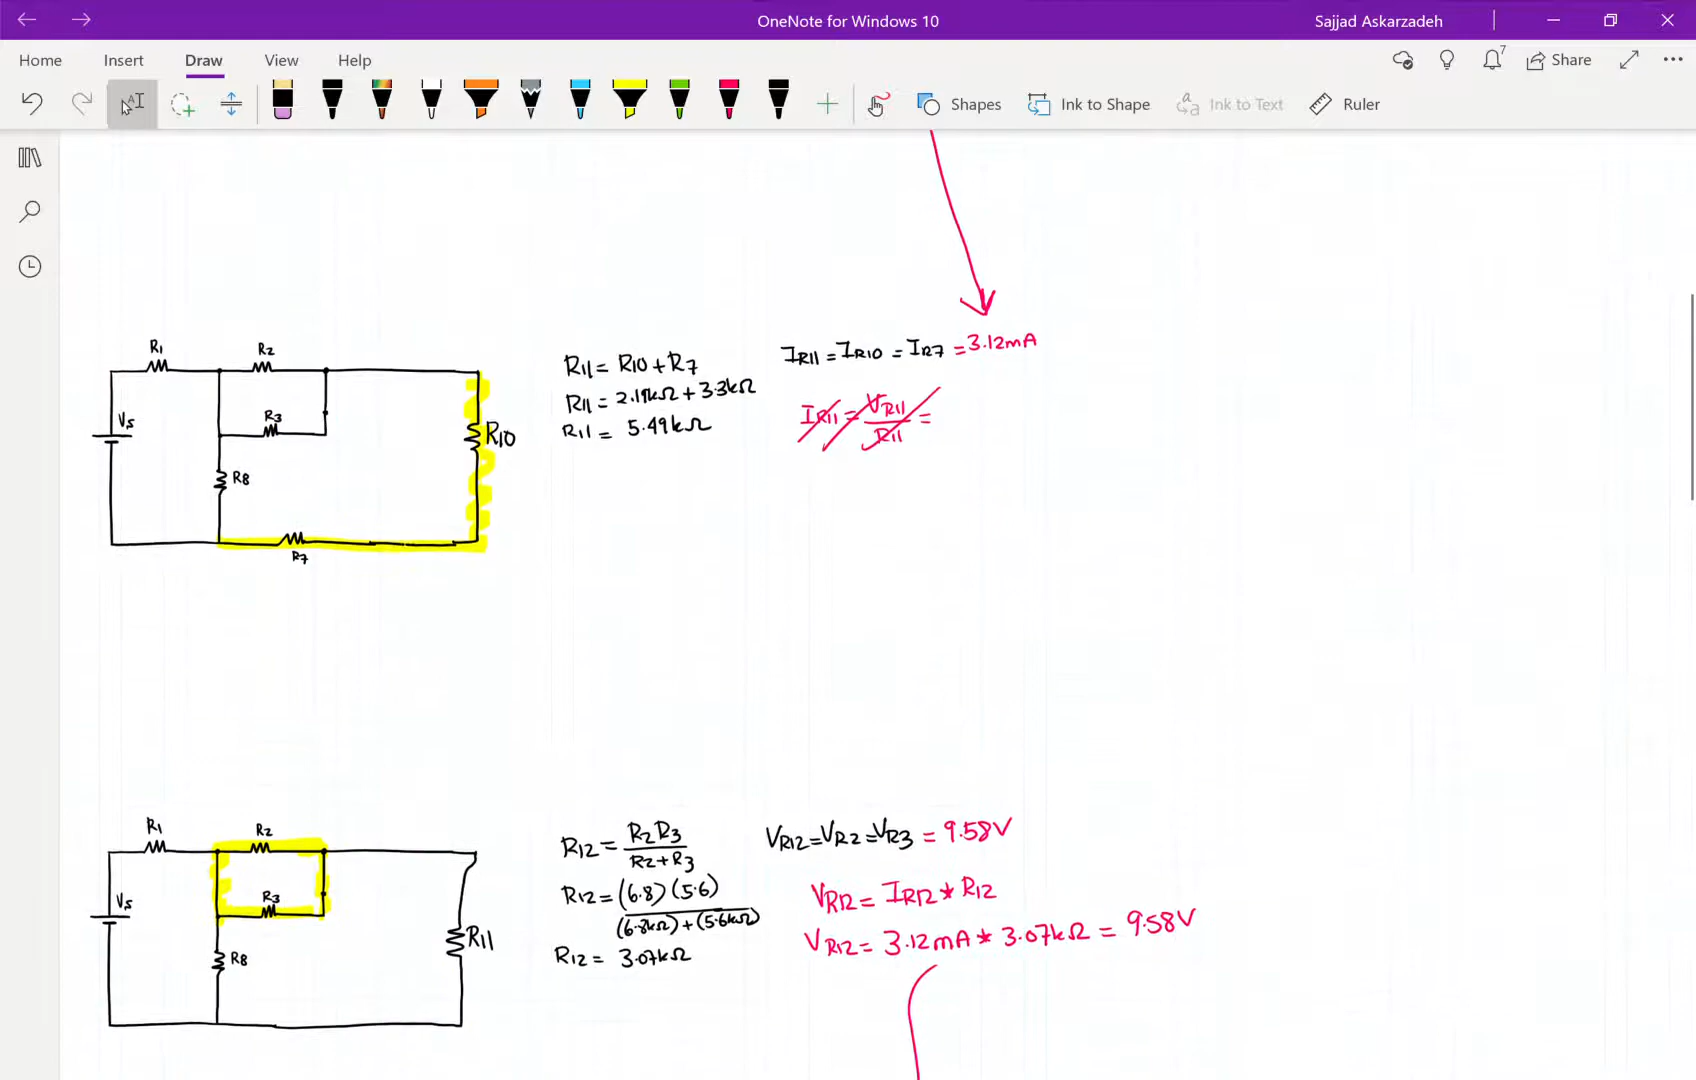 OneNote for Windows 10
Sajjad Askarzadeh
Home Insert Draw View Help
7
Share
Shapes
Ink to Shape
Ink to Text
Ruler
R1
R2
Vs
R3
R8
R10
R7
R11 = R10 + R7
R11 = 2.19kΩ + 3.3kΩ
R11 = 5.49kΩ
IR11 = IR10 = IR7 = 3.12mA
IR11 = VR11 / R11 =
R1
R2
Vs
R3
R8
R11
R12 = R2R3 / R2+R3
R12 = (6.8)(5.6) / (6.8kΩ)+(5.6kΩ)
R12 = 3.07kΩ
VR12 = VR2 = VR3 = 9.58V
VR12 = IR12 * R12
VR12 = 3.12mA * 3.07kΩ = 9.58V